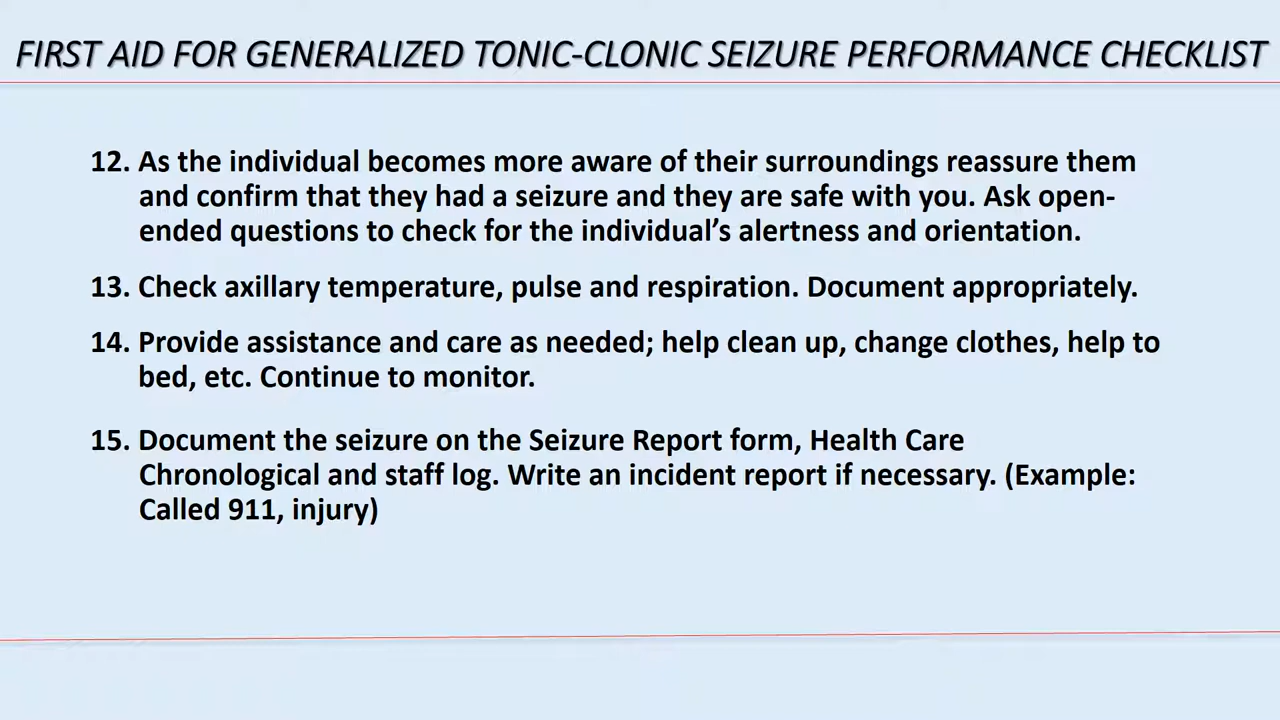 FIRST AID FOR GENERALIZED TONIC-CLONIC SEIZURE PERFORMANCE CHECKLIST
12. As the individual becomes more aware of their surroundings reassure them
and confirm that they had a seizure and they are safe with you. Ask open-
ended questions to check for the individual’s alertness and orientation.
13. Check axillary temperature, pulse and respiration. Document appropriately.
14. Provide assistance and care as needed; help clean up, change clothes, help to
bed, etc. Continue to monitor.
15. Document the seizure on the Seizure Report form, Health Care
Chronological and staff log. Write an incident report if necessary. (Example:
Called 911, injury)